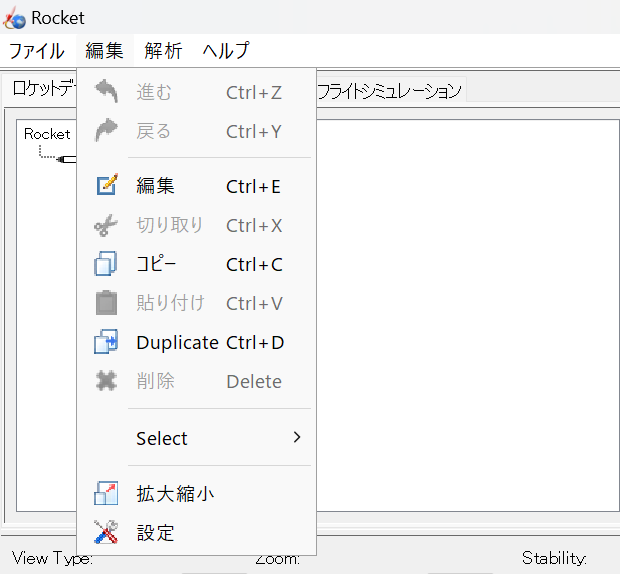 Rocket
ファイル 編集 解析 ヘルプ
ロケットデ
フライトシミュレーション
Rocket
進む Ctrl+Z
戻る Ctrl+Y
編集 Ctrl+E
切り取り Ctrl+X
コピー Ctrl+C
貼り付け Ctrl+V
Duplicate Ctrl+D
削除 Delete
Select
拡大縮小
設定
View Type: Zoom: Stability: